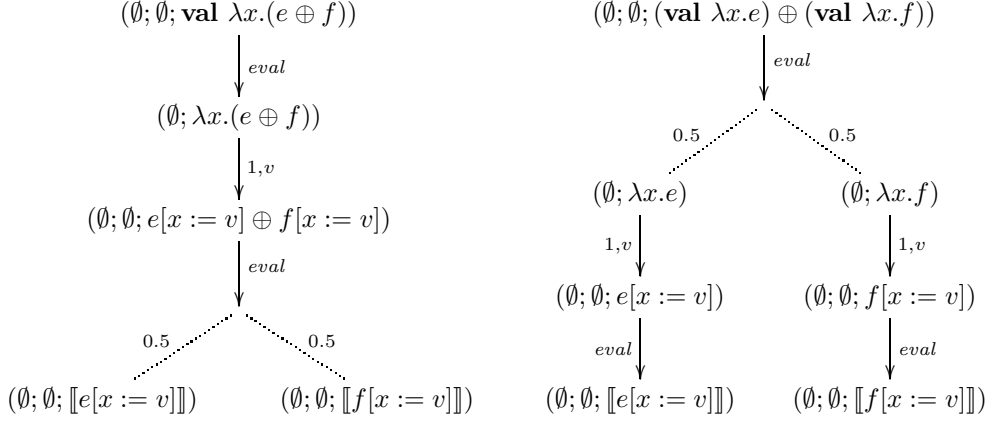 (∅; ∅; val λx.(e ⊕ f)) (∅; ∅; (val λx.e) ⊕ (val λx.f))
eval eval
(∅; λx.(e ⊕ f))
0.5 0.5
1,v
(∅; λx.e) (∅; λx.f)
(∅; ∅; e[x := v] ⊕ f[x := v])
1,v 1,v
eval
(∅; ∅; e[x := v]) (∅; ∅; f[x := v])
0.5 0.5 eval eval
(∅; ∅; ⟦e[x := v]⟧) (∅; ∅; ⟦f[x := v]⟧) (∅; ∅; ⟦e[x := v]⟧) (∅; ∅; ⟦f[x := v]⟧)